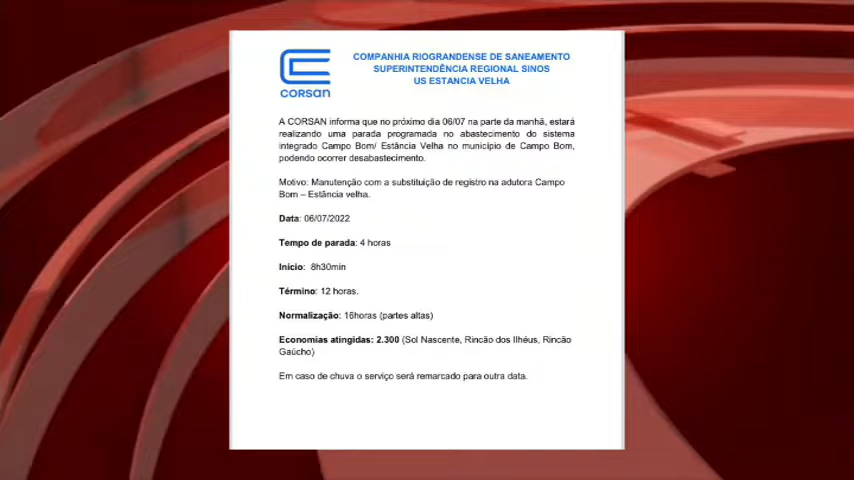 CORSAN
COMPANHIA RIOGRANDENSE DE SANEAMENTO
SUPERINTENDÊNCIA REGIONAL SINOS
US ESTANCIA VELHA
A CORSAN informa que no próximo dia 06/07 na parte da manhã, estará
realizando uma parada programada no abastecimento do sistema
integrado Campo Bom/ Estância Velha no município de Campo Bom,
podendo ocorrer desabastecimento.
Motivo: Manutenção com a substituição de registro na adutora Campo
Bom – Estância velha.
Data: 06/07/2022
Tempo de parada: 4 horas
Início: 8h30min
Término: 12 horas.
Normalização: 16horas (partes altas)
Economias atingidas: 2.300 (Sol Nascente, Rincão dos Ilhéus, Rincão
Gaúcho)
Em caso de chuva o serviço será remarcado para outra data.